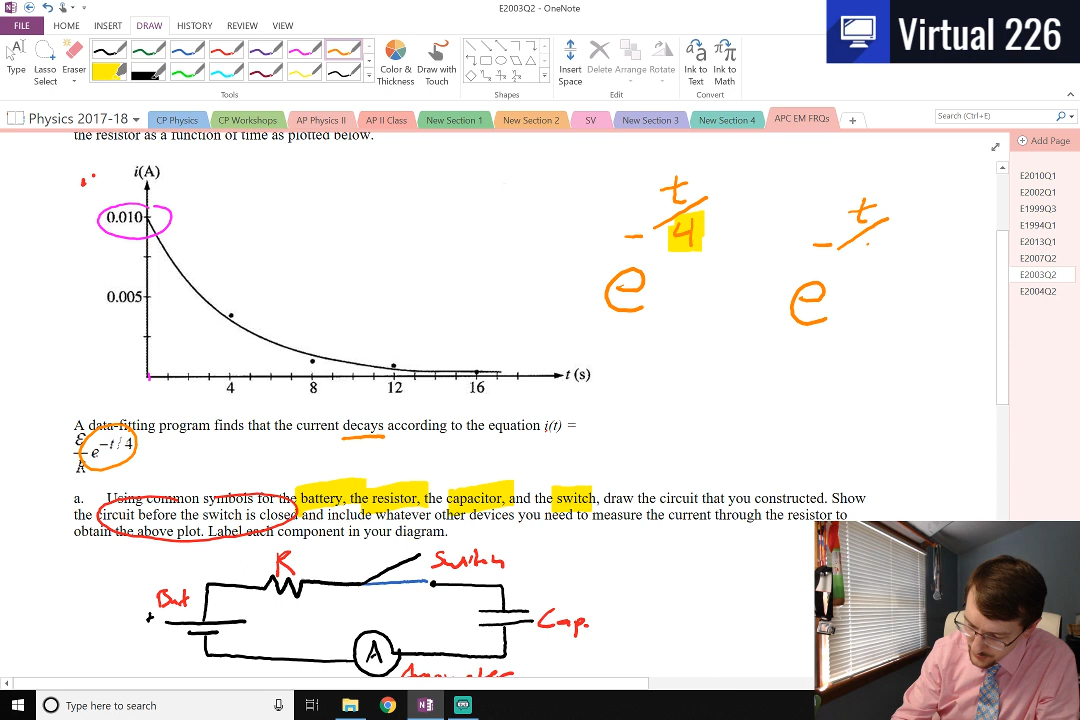 E2003Q2 - OneNote
Virtual 226
FILE HOME INSERT DRAW HISTORY REVIEW VIEW
Type Lasso Select Eraser
Color & Thickness Draw with Touch
Insert Space Delete Arrange Rotate Ink to Text Ink to Math
Tools Shapes Edit Convert
Physics 2017-18 CP Physics CP Workshops AP Physics II AP II Class New Section 1 New Section 2 SV New Section 3 New Section 4 APC EM FRQs
Search (Ctrl+E)
Add Page
E2010Q1
E2002Q1
E1999Q3
E1994Q1
E2013Q1
E2007Q2
E2003Q2
E2004Q2
the resistor as a function of time as plotted below.
i(A)
0.010
0.005
4 8 12 16 t (s)
e^-t/4
e^-t/
A data-fitting program finds that the current decays according to the equation i(t) =
ℰ/R e^−t/4
a. Using common symbols for the battery, the resistor, the capacitor, and the switch, draw the circuit that you constructed. Show
the circuit before the switch is closed and include whatever other devices you need to measure the current through the resistor to
obtain the above plot. Label each component in your diagram.
R Switch
Bat
+
Cap.
A
Ammeter
Type here to search